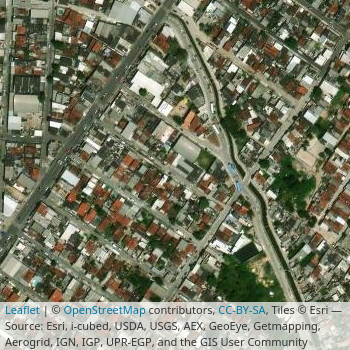 Leaflet | © OpenStreetMap contributors, CC-BY-SA, Tiles © Esri —
Source: Esri, i-cubed, USDA, USGS, AEX, GeoEye, Getmapping,
Aerogrid, IGN, IGP, UPR-EGP, and the GIS User Community